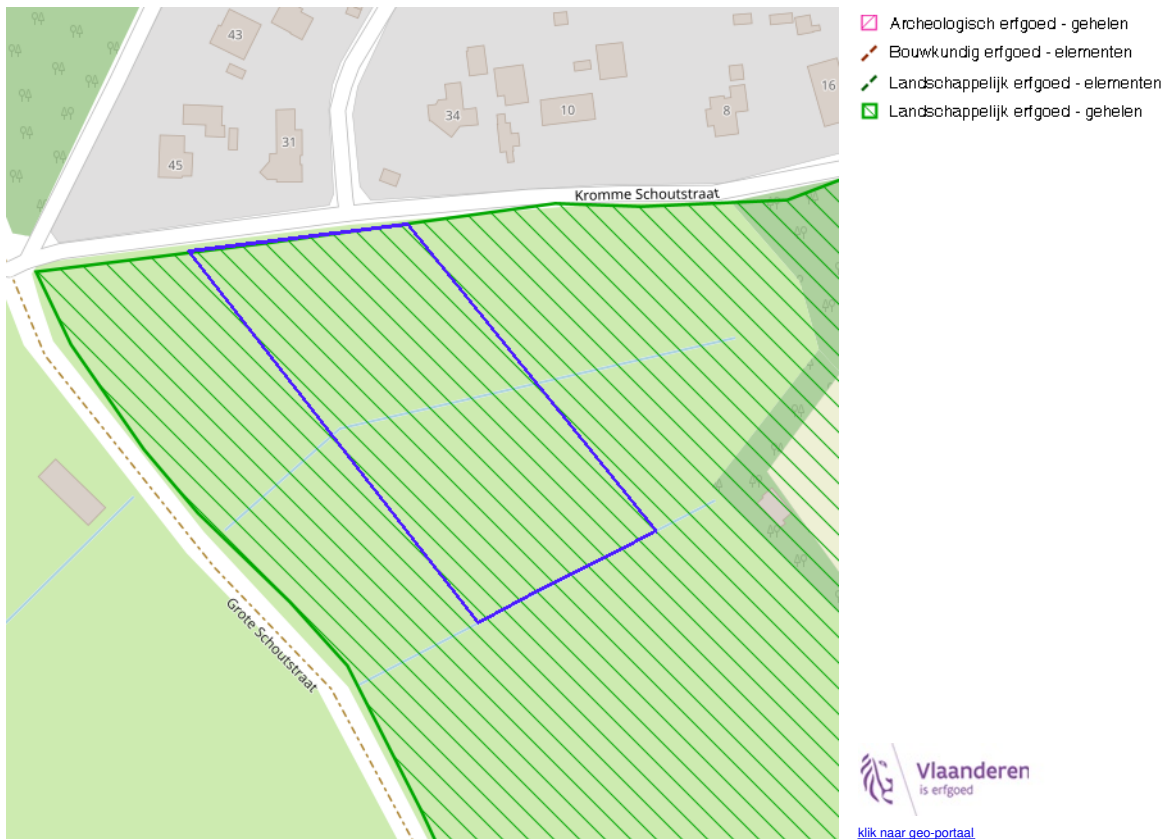 43
45
31
34
10
8
16
Kromme Schoutstraat
Grote Schoutstraat
Archeologisch erfgoed - gehelen
Bouwkundig erfgoed - elementen
Landschappelijk erfgoed - elementen
Landschappelijk erfgoed - gehelen
Vlaanderen
is erfgoed
klik naar geo-portaal